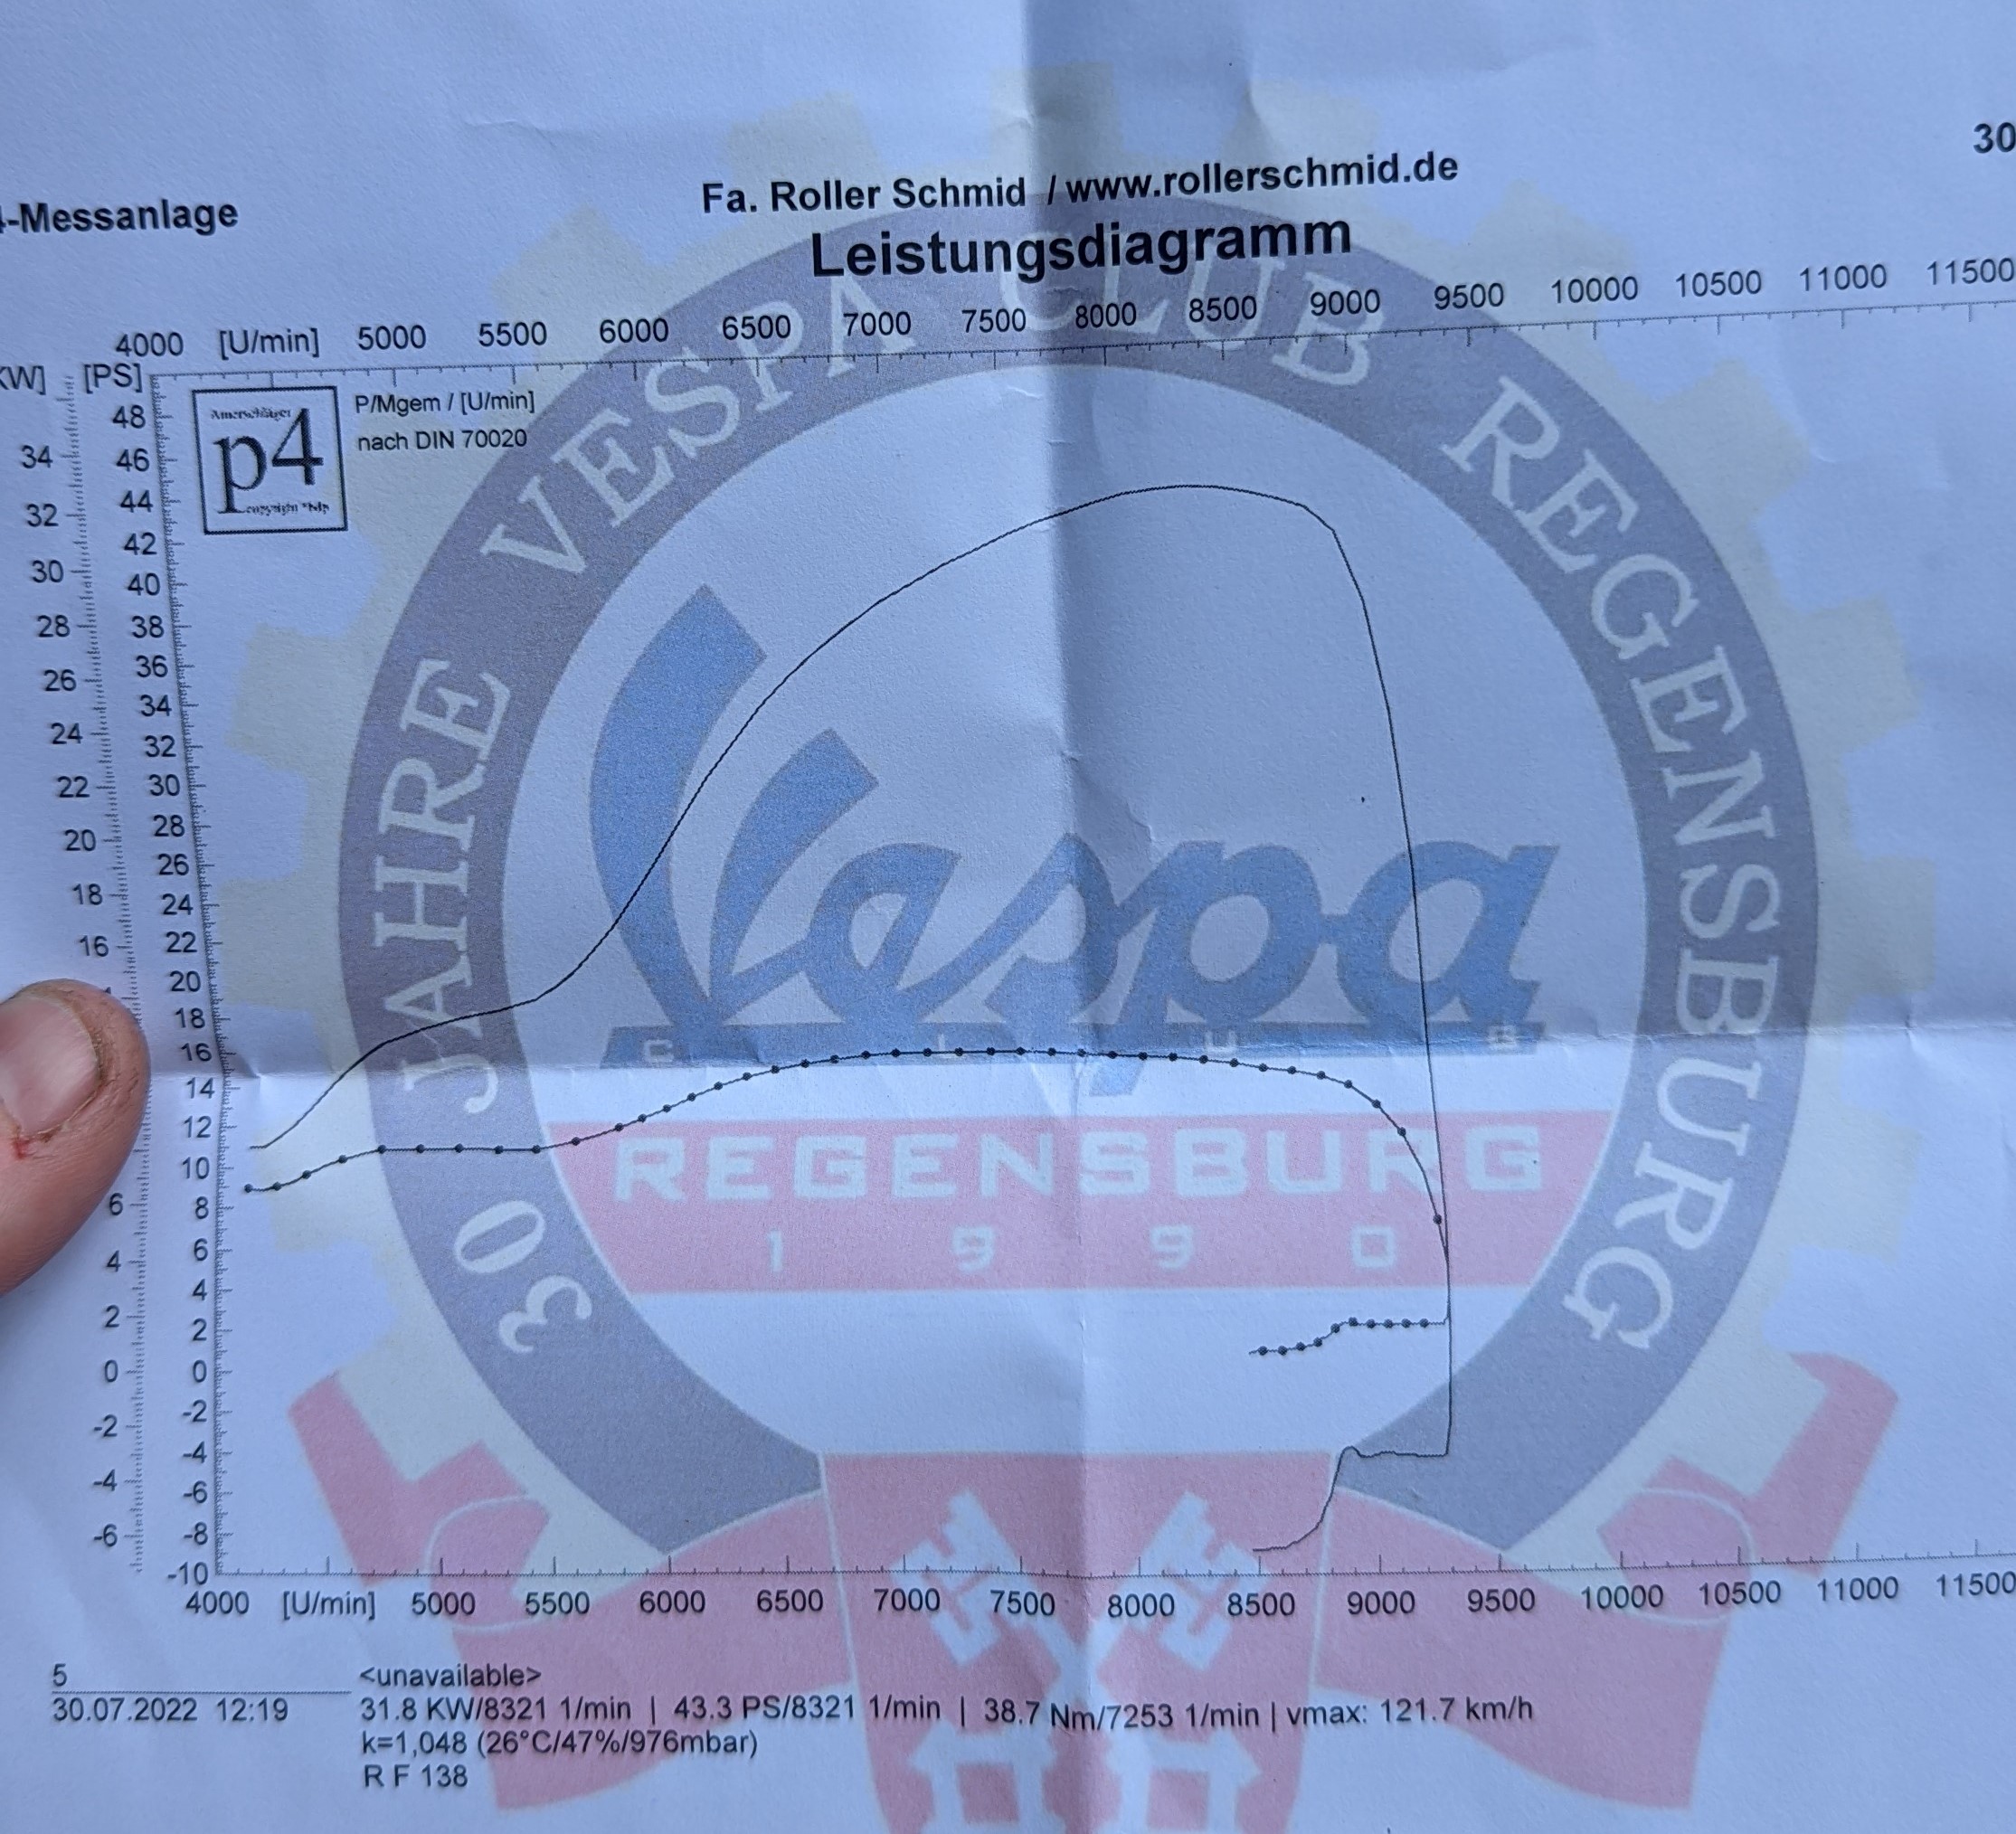 30
-Messanlage
Fa. Roller Schmid / www.rollerschmid.de
Leistungsdiagramm
4000 [U/min] 5000 5500 6000 6500 7000 7500 8000 8500 9000 9500 10000 10500 11000 11500
KW] [PS]
Amerschläger
p4
copyright
P/Mgem / [U/min]
nach DIN 70020
34 32 30 28 26 24 22 20 18 16 6 4 2 0 -2 -4 -6
48 46 44 42 40 38 36 34 32 30 28 26 24 22 20 18 16 14 12 10 8 6 4 2 0 -2 -4 -6 -8 -10
30 JAHRE VESPA CLUB REGENSBURG
Vespa
CLUB
REGENSBURG
1990
4000 [U/min] 5000 5500 6000 6500 7000 7500 8000 8500 9000 9500 10000 10500 11000 11500
5 <unavailable>
30.07.2022 12:19 31.8 KW/8321 1/min | 43.3 PS/8321 1/min | 38.7 Nm/7253 1/min | vmax: 121.7 km/h
k=1,048 (26°C/47%/976mbar)
R F 138